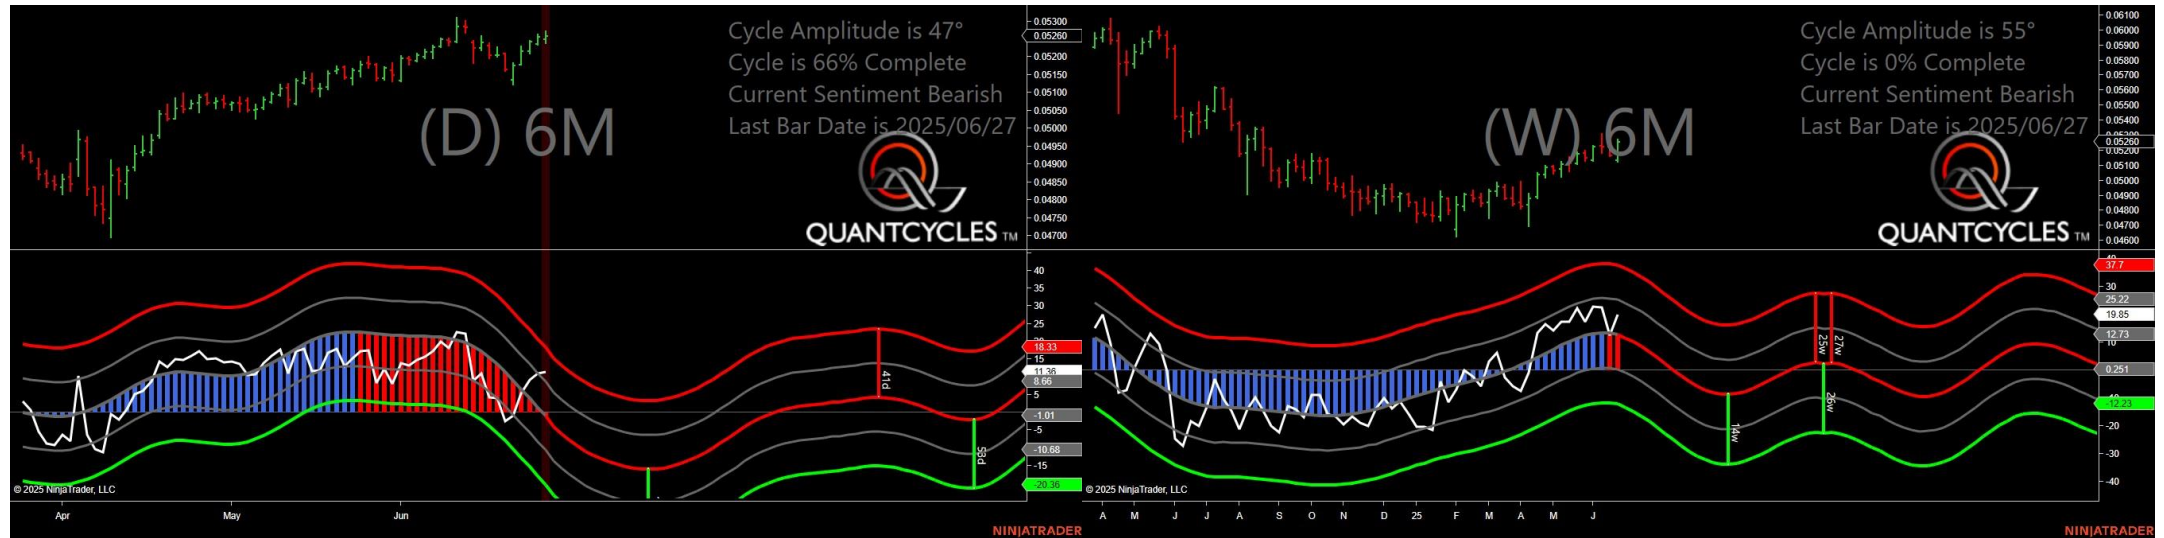 Cycle Amplitude is 47°
Cycle is 66% Complete
Current Sentiment Bearish
Last Bar Date is 2025/06/27
(D) 6M
QUANTCYCLES TM
0.05300
0.05260
0.05200
0.05150
0.05100
0.05050
0.05000
0.04950
0.04900
0.04850
0.04800
0.04750
0.04700
40
35
30
25
18.33
15
11.36
8.66
5
-1.01
-5
-10.68
-15
-20.36
41d
53d
© 2025 NinjaTrader, LLC
Apr May Jun
NINJATRADER
Cycle Amplitude is 55°
Cycle is 0% Complete
Current Sentiment Bearish
Last Bar Date is 2025/06/27
(W) 6M
QUANTCYCLES TM
0.06100
0.06000
0.05900
0.05800
0.05700
0.05600
0.05500
0.05400
0.05260
0.05200
0.05100
0.05000
0.04900
0.04800
0.04700
0.04600
37.7
30
25.22
19.85
12.73
0.251
-12.23
-20
-30
-40
14w
25w
27w
26w
© 2025 NinjaTrader, LLC
A M J J A S O N D 25 F M A M J
NINJATRADER